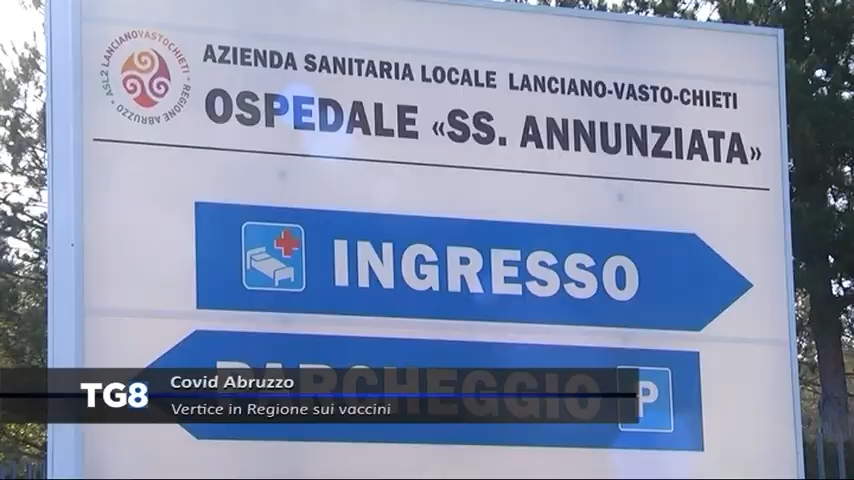 ASL2 LANCIANOVASTOCHIETI • REGIONE ABRUZZO •
AZIENDA SANITARIA LOCALE LANCIANO-VASTO-CHIETI
OSPEDALE «SS. ANNUNZIATA»
INGRESSO
PARCHEGGIO P
TG8
Covid Abruzzo
Vertice in Regione sui vaccini